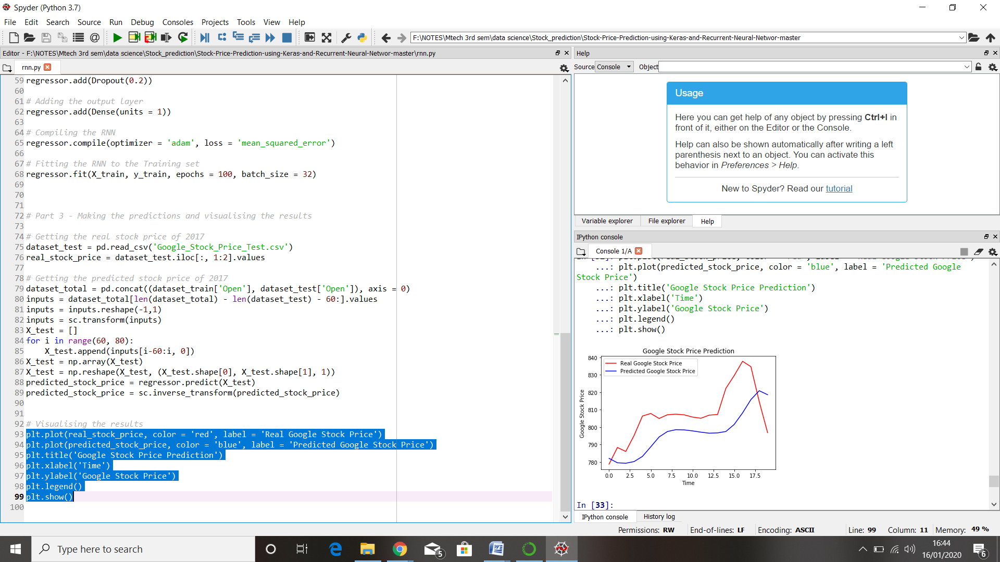 Spyder (Python 3.7)
File Edit Search Source Run Debug Consoles Projects Tools View Help
F:\NOTES\Mtech 3rd sem\data science\Stock_prediction\Stock-Price-Prediction-using-Keras-and-Recurrent-Neural-Networ-master
Editor - F:\NOTES\Mtech 3rd sem\data science\Stock_prediction\Stock-Price-Prediction-using-Keras-and-Recurrent-Neural-Networ-master\rnn.py
rnn.py
59 regressor.add(Dropout(0.2))
60
61 # Adding the output layer
62 regressor.add(Dense(units = 1))
63
64 # Compiling the RNN
65 regressor.compile(optimizer = 'adam', loss = 'mean_squared_error')
66
67 # Fitting the RNN to the Training set
68 regressor.fit(X_train, y_train, epochs = 100, batch_size = 32)
69
70
71
72 # Part 3 - Making the predictions and visualising the results
73
74 # Getting the real stock price of 2017
75 dataset_test = pd.read_csv('Google_Stock_Price_Test.csv')
76 real_stock_price = dataset_test.iloc[:, 1:2].values
77
78 # Getting the predicted stock price of 2017
79 dataset_total = pd.concat((dataset_train['Open'], dataset_test['Open']), axis = 0)
80 inputs = dataset_total[len(dataset_total) - len(dataset_test) - 60:].values
81 inputs = inputs.reshape(-1,1)
82 inputs = sc.transform(inputs)
83 X_test = []
84 for i in range(60, 80):
85     X_test.append(inputs[i-60:i, 0])
86 X_test = np.array(X_test)
87 X_test = np.reshape(X_test, (X_test.shape[0], X_test.shape[1], 1))
88 predicted_stock_price = regressor.predict(X_test)
89 predicted_stock_price = sc.inverse_transform(predicted_stock_price)
90
91
92 # Visualising the results
93 plt.plot(real_stock_price, color = 'red', label = 'Real Google Stock Price')
94 plt.plot(predicted_stock_price, color = 'blue', label = 'Predicted Google Stock Price')
95 plt.title('Google Stock Price Prediction')
96 plt.xlabel('Time')
97 plt.ylabel('Google Stock Price')
98 plt.legend()
99 plt.show()
100
Help
Source Console Object
Usage
Here you can get help of any object by pressing Ctrl+I in
front of it, either on the Editor or the Console.
Help can also be shown automatically after writing a left
parenthesis next to an object. You can activate this
behavior in Preferences > Help.
New to Spyder? Read our tutorial
Variable explorer File explorer Help
IPython console
Console 1/A
...: plt.plot(predicted_stock_price, color = 'blue', label = 'Predicted Google
Stock Price')
...: plt.title('Google Stock Price Prediction')
...: plt.xlabel('Time')
...: plt.ylabel('Google Stock Price')
...: plt.legend()
...: plt.show()
Google Stock Price Prediction
Real Google Stock Price
Predicted Google Stock Price
Google Stock Price
840
830
820
810
800
790
780
0.0 2.5 5.0 7.5 10.0 12.5 15.0 17.5
Time
In [33]:
IPython console History log
Permissions: RW End-of-lines: LF Encoding: ASCII Line: 99 Column: 11 Memory: 49 %
Type here to search
5
16:44
16/01/2020
6